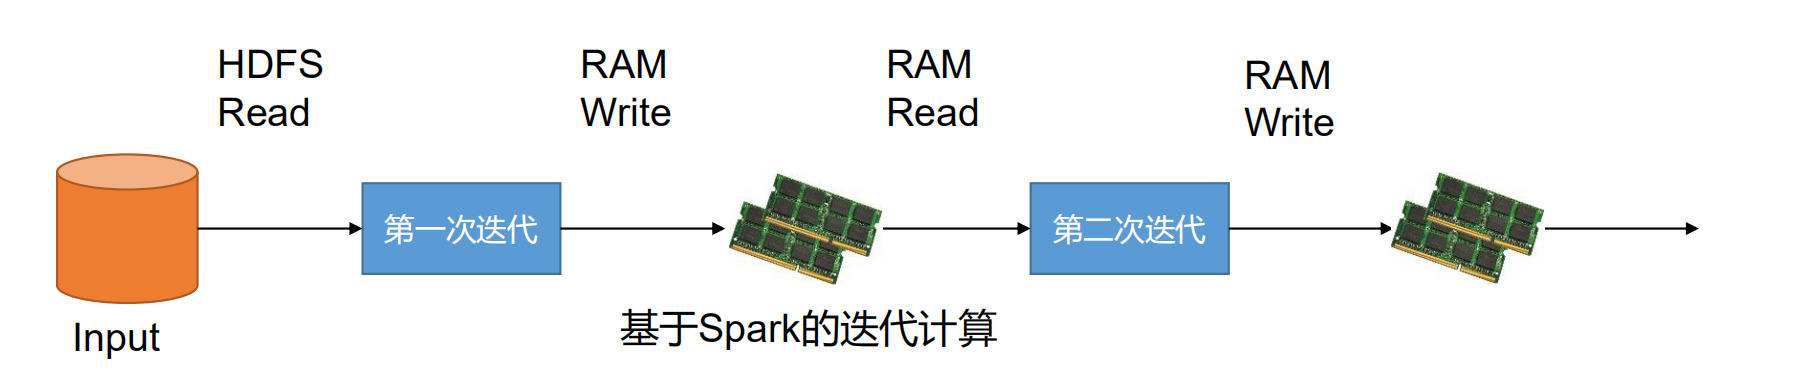 HDFS
Read
RAM
Write
RAM
Read
RAM
Write
第一次迭代
第二次迭代
Input
基于Spark的迭代计算